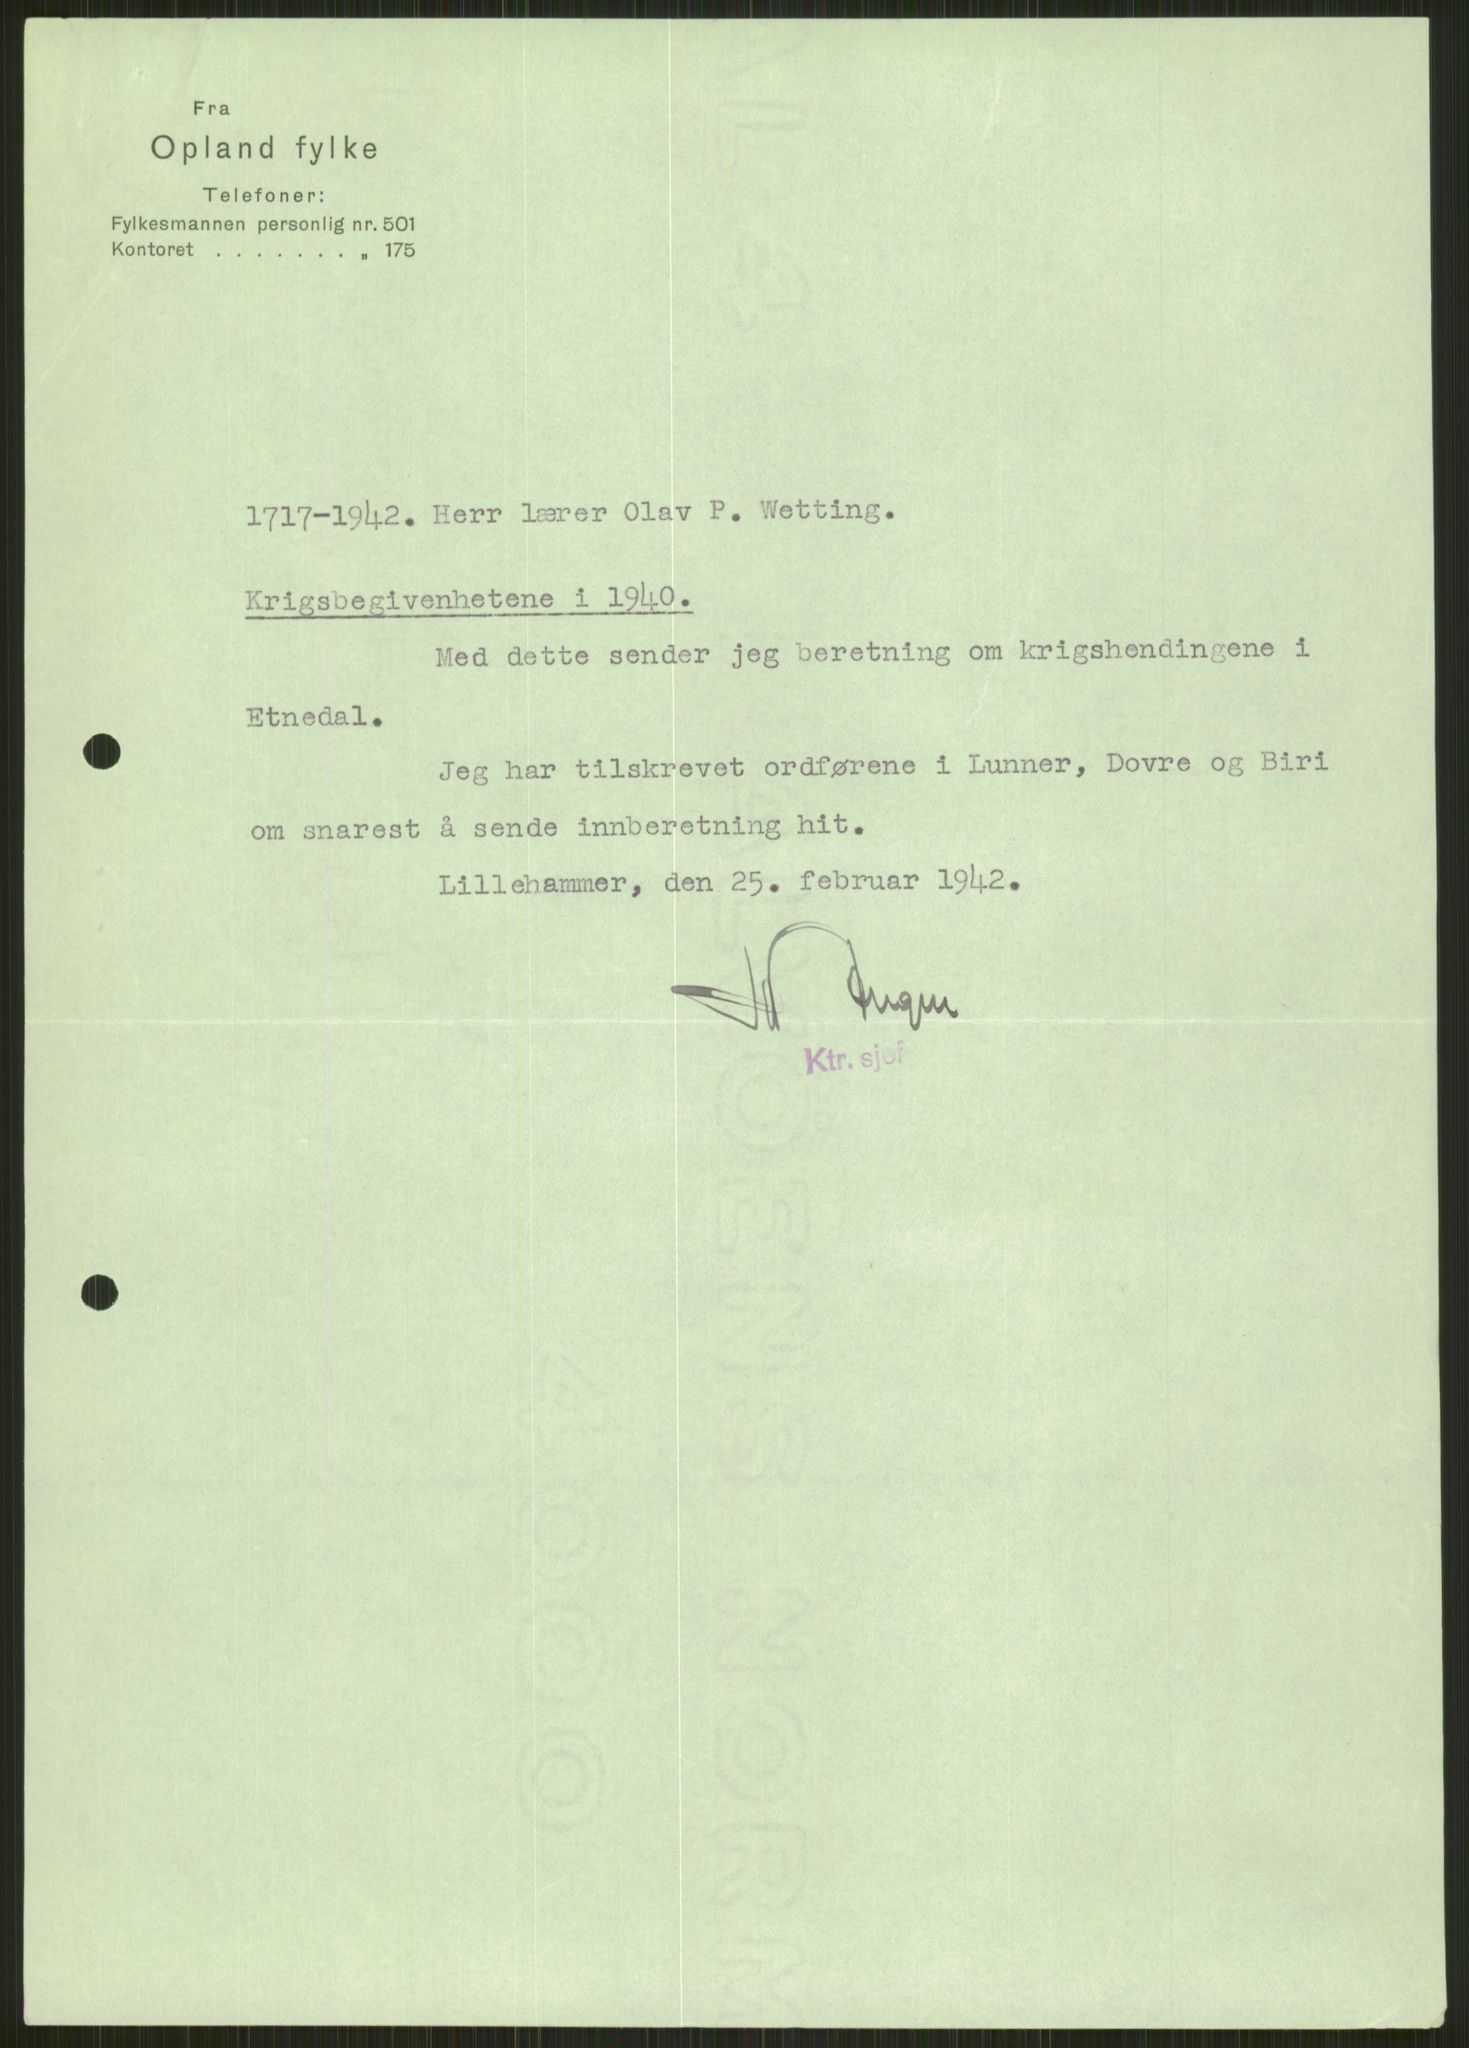 Fra
Opland fylke
Telefoner:
Fylkesmannen personlig nr. 501
Kontoret . . . . . . . „ 175
1717-1942. Herr lærer Olav P. Wetting.
Krigsbegivenhetene i 1940.
Med dette sender jeg beretning om krigshendingene i
Etnedal.
Jeg har tilskrevet ordførene i Lunner, Dovre og Biri
om snarest å sende innberetning hit.
Lillehammer, den 25. februar 1942.
Ktr. sjef